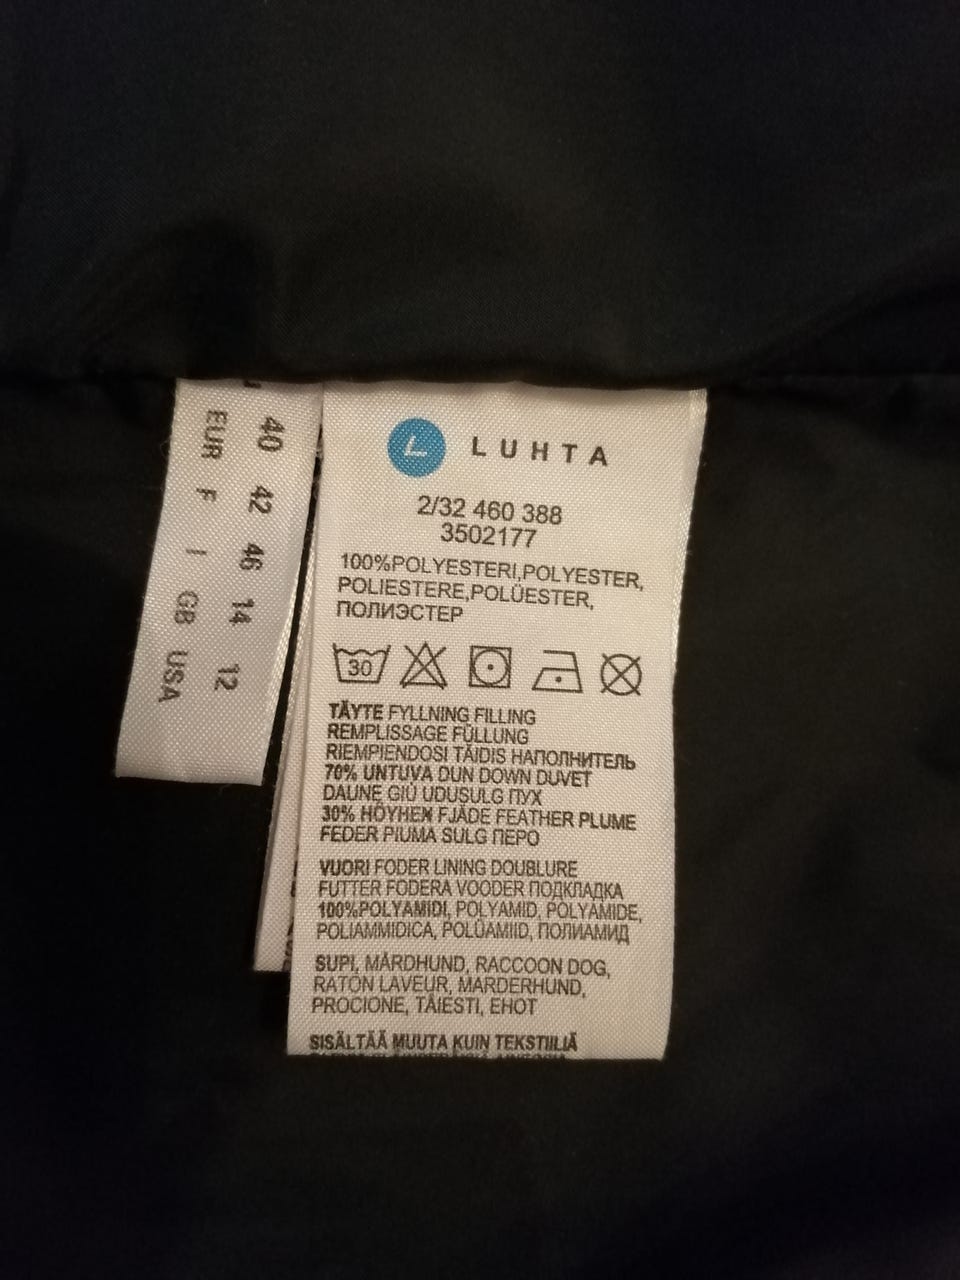 40 42 46 14 12
EUR F I GB USA
L LUHTA
2/32 460 388
3502177
100%POLYESTERI,POLYESTER,
POLIESTERE,POLÜESTER,
ПОЛИЭСТЕР
30
TÄYTE FYLLNING FILLING
REMPLISSAGE FÜLLUNG
RIEMPIENDOSI TÄIDIS НАПОЛНИТЕЛЬ
70% UNTUVA DUN DOWN DUVET
DAUNE GIÚ UDUSULG ПУХ
30% HÖYHEN FJÄDE FEATHER PLUME
FEDER PIUMA SULG ПЕРО
VUORI FODER LINING DOUBLURE
FUTTER FODERA VOODER ПОДКЛАДКА
100%POLYAMIDI, POLYAMID, POLYAMIDE,
POLIAMMIDICA, POLÜAMIID, ПОЛИАМИД
SUPI, MÅRDHUND, RACCOON DOG,
RATÓN LAVEUR, MARDERHUND,
PROCIONE, TÄIESTI, EHOT
SISÄLTÄÄ MUUTA KUIN TEKSTIILIÄ